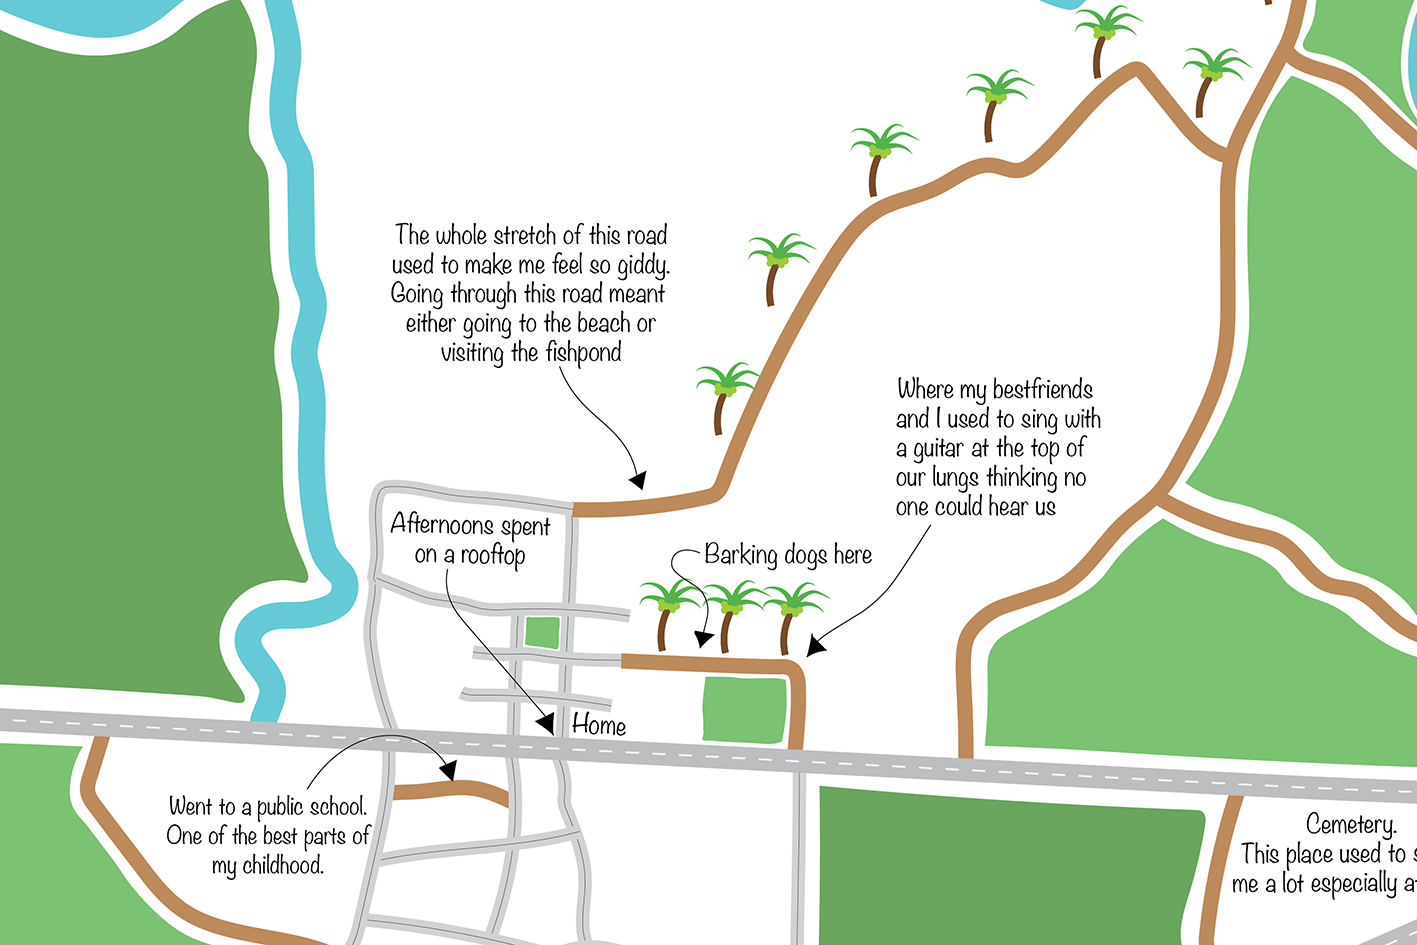 The whole stretch of this road
used to make me feel so giddy.
Going through this road meant
either going to the beach or
visiting the fishpond
Where my bestfriends
and I used to sing with
a guitar at the top of
our lungs thinking no
one could hear us
Afternoons spent
on a rooftop
Barking dogs here
Home
Went to a public school.
One of the best parts of
my childhood.
Cemetery.
This place used to
me a lot especially